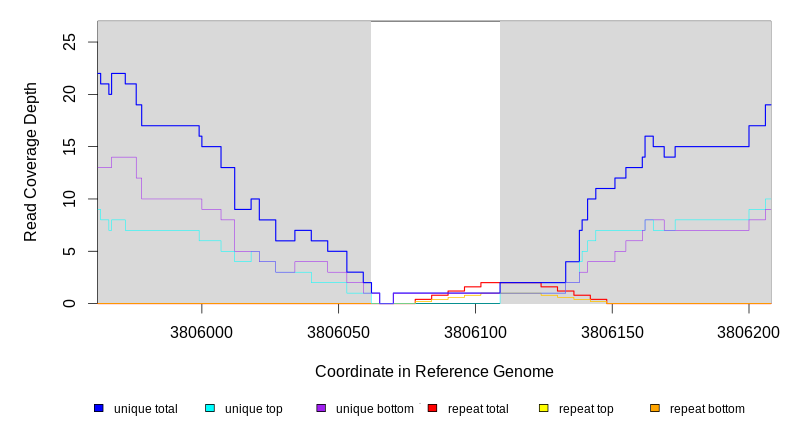 Read Coverage Depth
25
20
15
10
5
0
3806000 3806050 3806100 3806150 3806200
Coordinate in Reference Genome
unique total unique top unique bottom repeat total repeat top repeat bottom